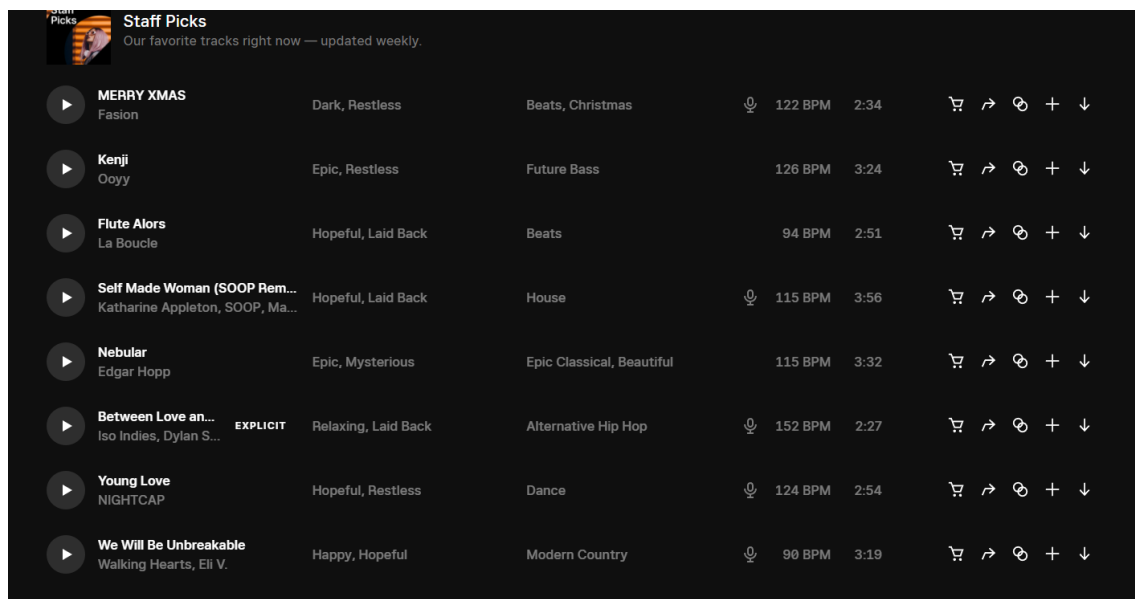 Staff
Picks
Staff Picks
Our favorite tracks right now — updated weekly.
MERRY XMAS
Fasion
Dark, Restless
Beats, Christmas
122 BPM
2:34
Kenji
Ooyy
Epic, Restless
Future Bass
126 BPM
3:24
Flute Alors
La Boucle
Hopeful, Laid Back
Beats
94 BPM
2:51
Self Made Woman (SOOP Rem...
Katharine Appleton, SOOP, Ma...
Hopeful, Laid Back
House
115 BPM
3:56
Nebular
Edgar Hopp
Epic, Mysterious
Epic Classical, Beautiful
115 BPM
3:32
Between Love an...
Iso Indies, Dylan S...
EXPLICIT
Relaxing, Laid Back
Alternative Hip Hop
152 BPM
2:27
Young Love
NIGHTCAP
Hopeful, Restless
Dance
124 BPM
2:54
We Will Be Unbreakable
Walking Hearts, Eli V.
Happy, Hopeful
Modern Country
90 BPM
3:19